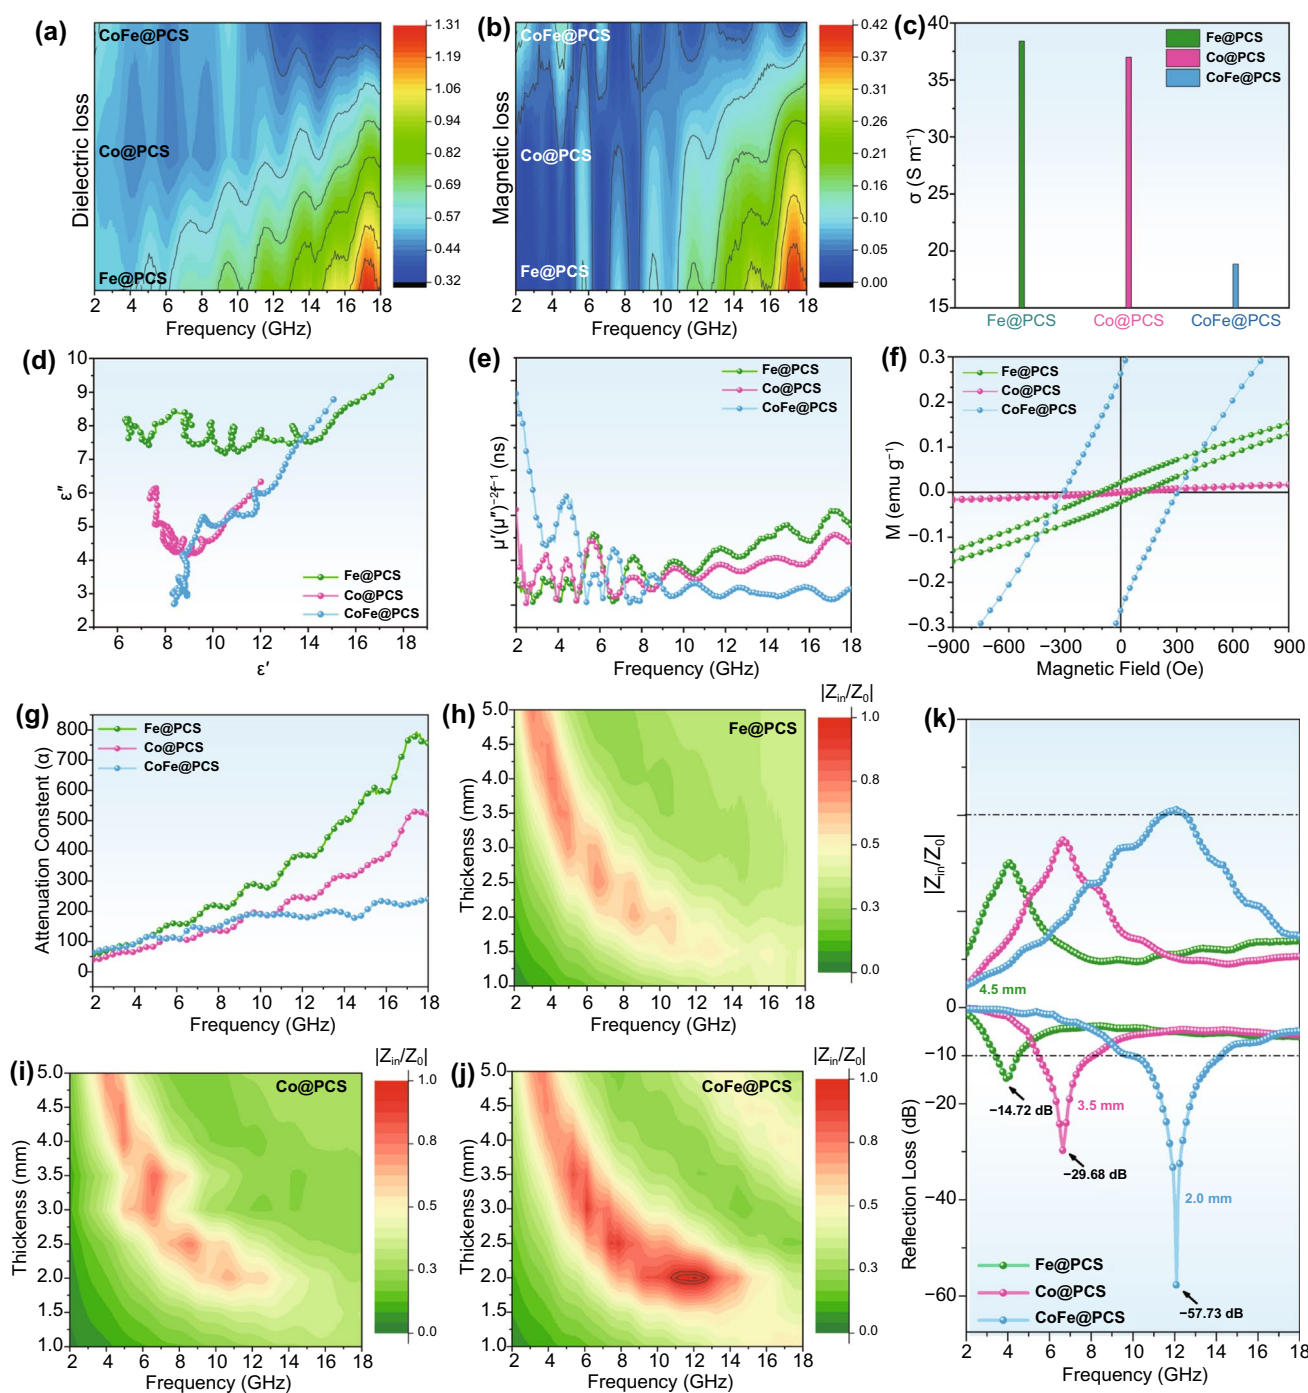 (a)
CoFe@PCS
Co@PCS
Fe@PCS
Dielectric loss
2 4 6 8 10 12 14 16 18
Frequency (GHz)
1.31
1.19
1.06
0.94
0.82
0.69
0.57
0.44
0.32
(b)
CoFe@PCS
Co@PCS
Fe@PCS
Magnetic loss
2 4 6 8 10 12 14 16 18
Frequency (GHz)
0.42
0.37
0.31
0.26
0.21
0.16
0.10
0.05
0.00
(c)
Fe@PCS
Co@PCS
CoFe@PCS
σ (S m⁻¹)
40
35
30
25
20
15
Fe@PCS Co@PCS CoFe@PCS
(d)
ε″
10
9
8
7
6
5
4
3
2
Fe@PCS
Co@PCS
CoFe@PCS
6 8 10 12 14 16 18
ε′
(e)
μ′(μ″)⁻²f⁻¹ (ns)
Fe@PCS
Co@PCS
CoFe@PCS
2 4 6 8 10 12 14 16 18
Frequency (GHz)
(f)
M (emu g⁻¹)
0.3
0.2
0.1
0.0
−0.1
−0.2
−0.3
Fe@PCS
Co@PCS
CoFe@PCS
−900 −600 −300 0 300 600 900
Magnetic Field (Oe)
(g)
Attenuation Constent (α)
800
700
600
500
400
300
200
100
0
Fe@PCS
Co@PCS
CoFe@PCS
2 4 6 8 10 12 14 16 18
Frequency (GHz)
(h)
Fe@PCS
Thickenss (mm)
5.0
4.5
4.0
3.5
3.0
2.5
2.0
1.5
1.0
2 4 6 8 10 12 14 16 18
Frequency (GHz)
|Zin/Z0|
1.0
0.8
0.5
0.3
0.0
(i)
Co@PCS
Thickenss (mm)
5.0
4.5
4.0
3.5
3.0
2.5
2.0
1.5
1.0
2 4 6 8 10 12 14 16 18
Frequency (GHz)
|Zin/Z0|
1.0
0.8
0.5
0.3
0.0
(j)
CoFe@PCS
Thickenss (mm)
5.0
4.5
4.0
3.5
3.0
2.5
2.0
1.5
1.0
2 4 6 8 10 12 14 16 18
Frequency (GHz)
|Zin/Z0|
1.0
0.8
0.5
0.3
0.0
(k)
|Zin/Z0|
Reflection Loss (dB)
4.5 mm
0
−10
−20
−40
−60
−14.72 dB
3.5 mm
−29.68 dB
2.0 mm
−57.73 dB
Fe@PCS
Co@PCS
CoFe@PCS
2 4 6 8 10 12 14 16 18
Frequency (GHz)